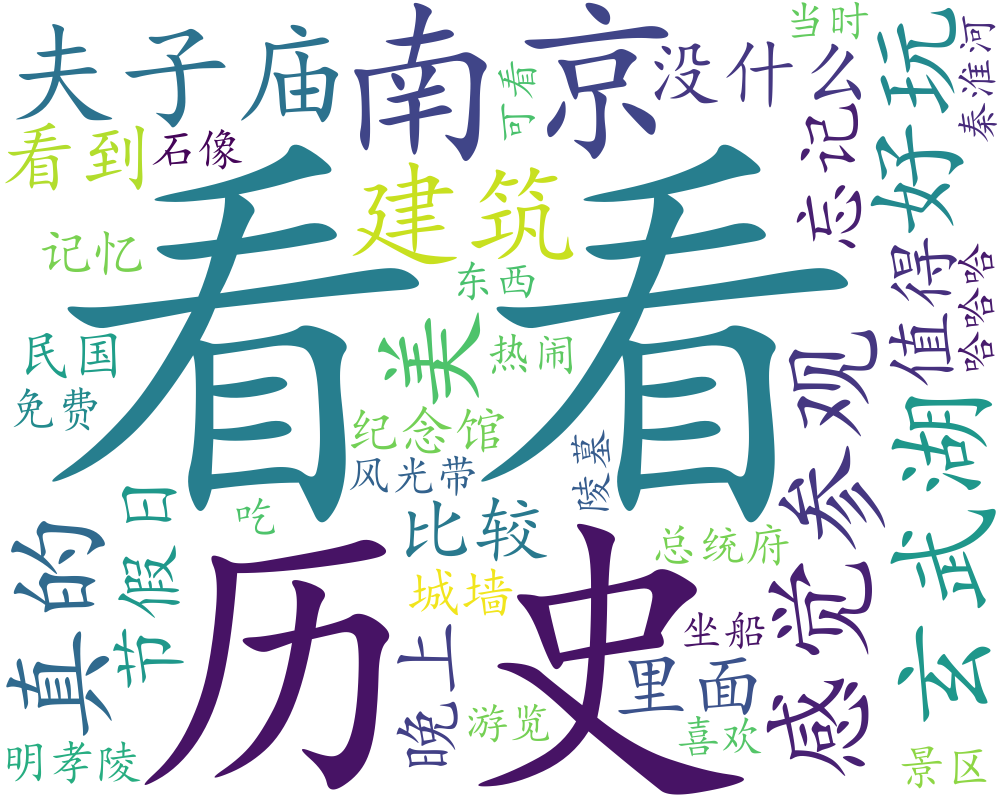 夫子庙
南京
没什么
当时
秦淮河
好玩
忘记
可看
看到
石像
建筑
看看
记忆
东西
值得
哈哈哈
民国
免费
美
热闹
参观
纪念馆
风光带
陵墓
玄武湖
真的
节假日
吃
比较
总统府
历史
城墙
感觉
晚上
坐船
里面
游览
喜欢
明孝陵
景区